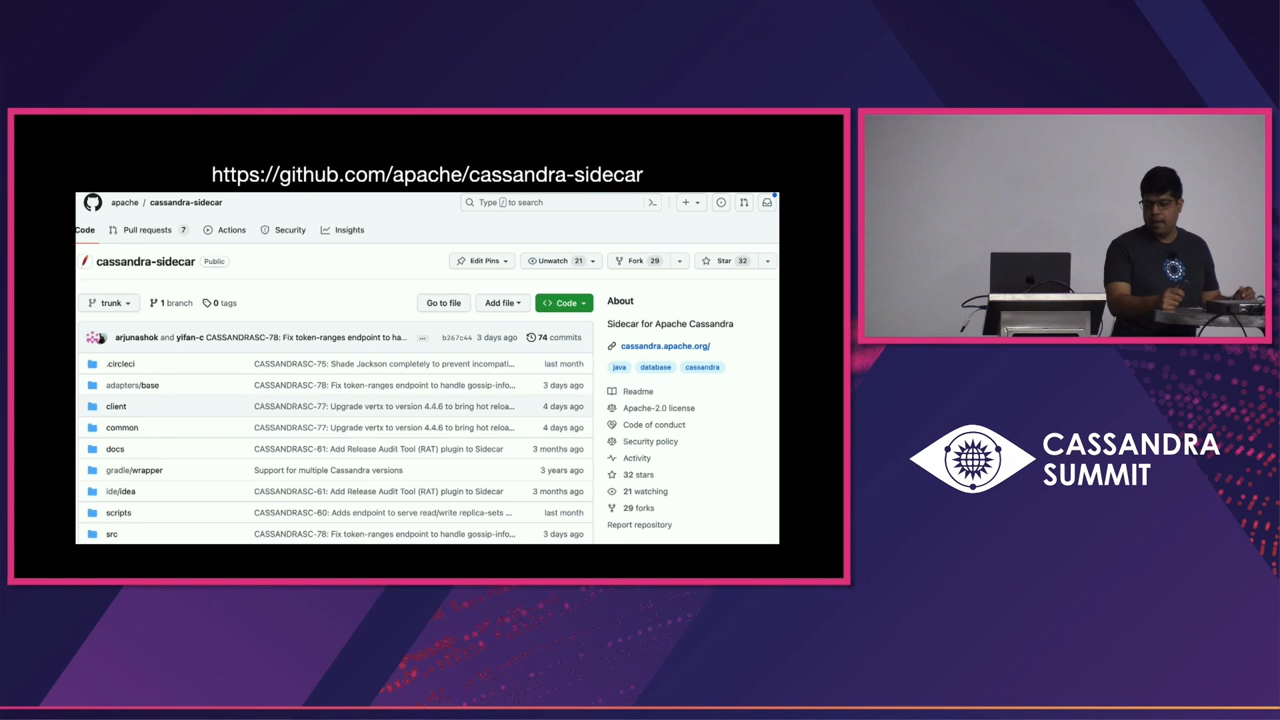 https://github.com/apache/cassandra-sidecar
apache / cassandra-sidecar
Type / to search
Code Pull requests 7 Actions Security Insights
cassandra-sidecar Public
Edit Pins Unwatch 21 Fork 29 Star 32
trunk 1 branch 0 tags Go to file Add file Code
arjunashok and yifan-c CASSANDRASC-78: Fix token-ranges endpoint to ha... ... b267c44 3 days ago 74 commits
.circleci CASSANDRASC-75: Shade Jackson completely to prevent incompati... last month
adapters/base CASSANDRASC-78: Fix token-ranges endpoint to handle gossip-info... 3 days ago
client CASSANDRASC-77: Upgrade vertx to version 4.4.6 to bring hot reloa... 4 days ago
common CASSANDRASC-77: Upgrade vertx to version 4.4.6 to bring hot reloa... 4 days ago
docs CASSANDRASC-61: Add Release Audit Tool (RAT) plugin to Sidecar 3 months ago
gradle/wrapper Support for multiple Cassandra versions 3 years ago
ide/idea CASSANDRASC-61: Add Release Audit Tool (RAT) plugin to Sidecar 3 months ago
scripts CASSANDRASC-60: Adds endpoint to serve read/write replica-sets ... last month
src CASSANDRASC-78: Fix token-ranges endpoint to handle gossip-info... 3 days ago
About
Sidecar for Apache Cassandra
cassandra.apache.org/
java database cassandra
Readme
Apache-2.0 license
Code of conduct
Security policy
Activity
32 stars
21 watching
29 forks
Report repository
CASSANDRA
SUMMIT